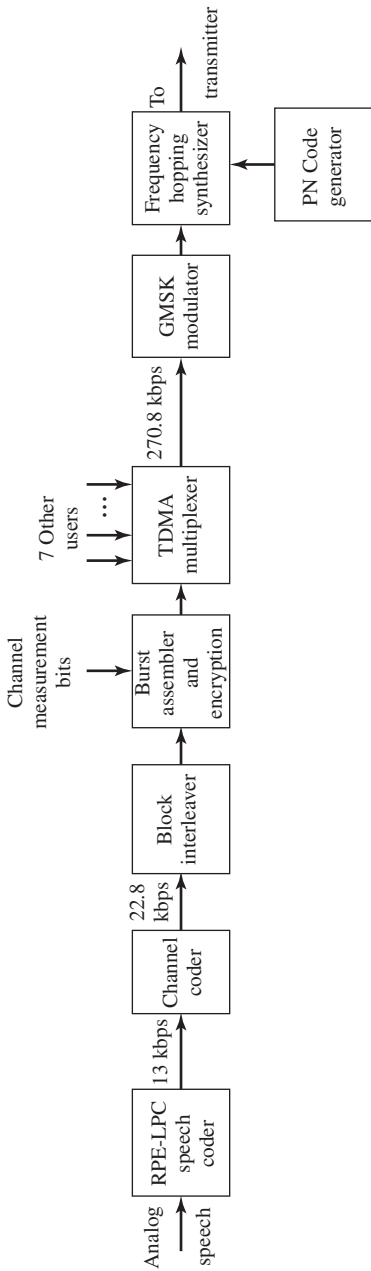 Analog
speech
RPE-LPC
speech
coder
13 kbps
Channel
coder
22.8
kbps
Block
interleaver
Channel
measurement
bits
Burst
assembler
and
encryption
7 Other
users
...
TDMA
multiplexer
270.8 kbps
GMSK
modulator
Frequency
hopping
synthesizer
PN Code
generator
To
transmitter